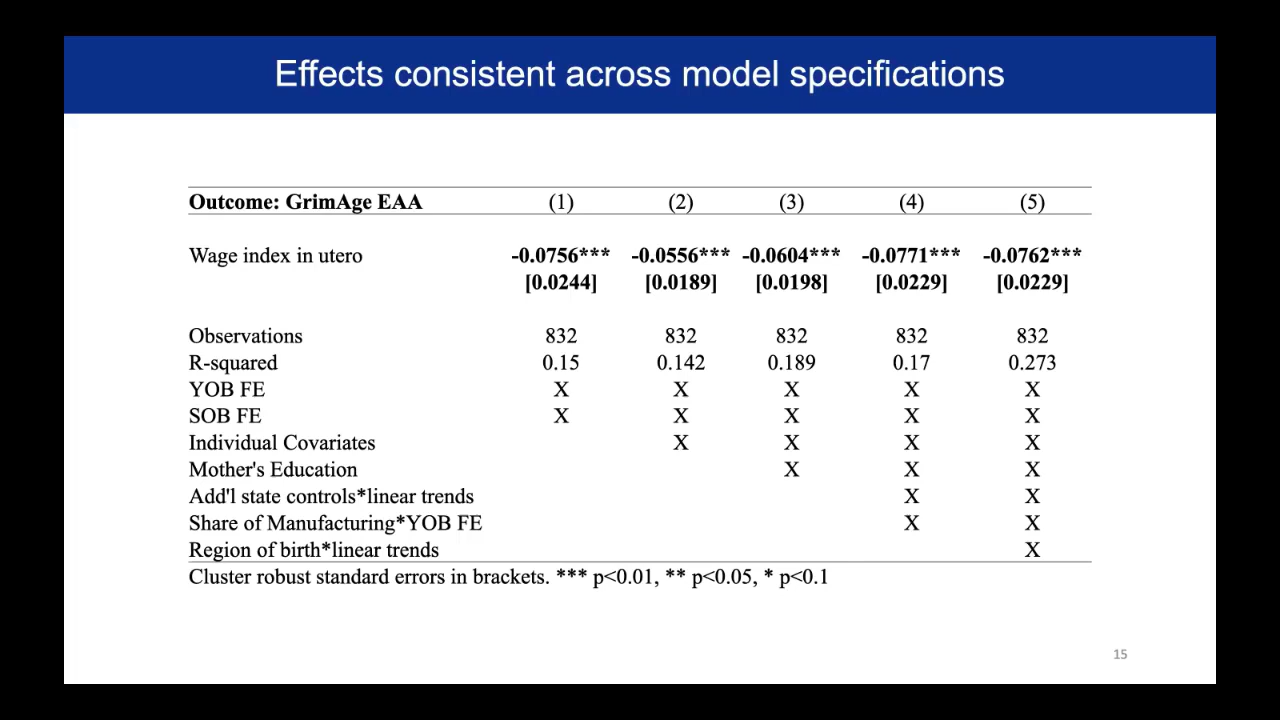 Effects consistent across model specifications
Outcome: GrimAge EAA (1) (2) (3) (4) (5)
Wage index in utero -0.0756*** -0.0556*** -0.0604*** -0.0771*** -0.0762***
[0.0244] [0.0189] [0.0198] [0.0229] [0.0229]
Observations 832 832 832 832 832
R-squared 0.15 0.142 0.189 0.17 0.273
YOB FE X X X X X
SOB FE X X X X X
Individual Covariates X X X X
Mother's Education X X X
Add'l state controls*linear trends X X
Share of Manufacturing*YOB FE X X
Region of birth*linear trends X
Cluster robust standard errors in brackets. *** p<0.01, ** p<0.05, * p<0.1
15